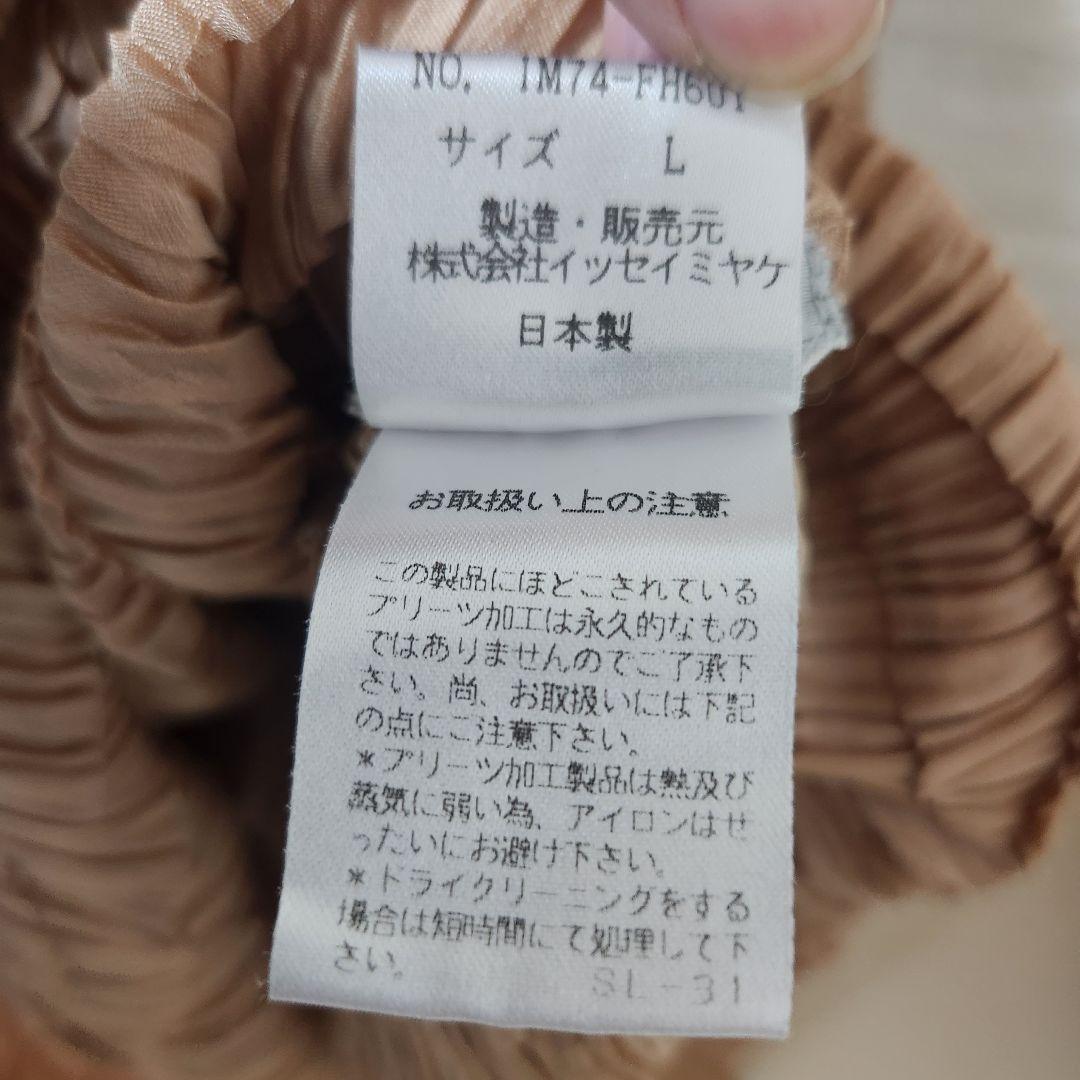 NO. IM74-FH601
サイズ L
製造・販売元
株式会社イッセイミヤケ
日本製
お取扱い上の注意
この製品にほどこされている
プリーツ加工は永久的なもの
ではありませんのでご了承下
さい。尚、お取扱いには下記
の点にご注意下さい。
*プリーツ加工製品は熱及び
蒸気に弱い為、アイロンはせ
ったいにお避け下さい。
*ドライクリーニングをする
場合は短時間にて処理して下
さい。
SL-31